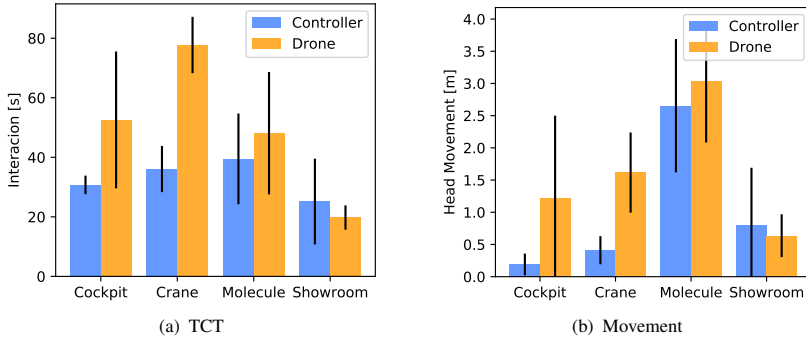 80
60
40
20
0
Interacion [s]
Controller
Drone
Cockpit Crane Molecule Showroom
(a) TCT
4.0
3.5
3.0
2.5
2.0
1.5
1.0
0.5
0.0
Head Movement [m]
Controller
Drone
Cockpit Crane Molecule Showroom
(b) Movement